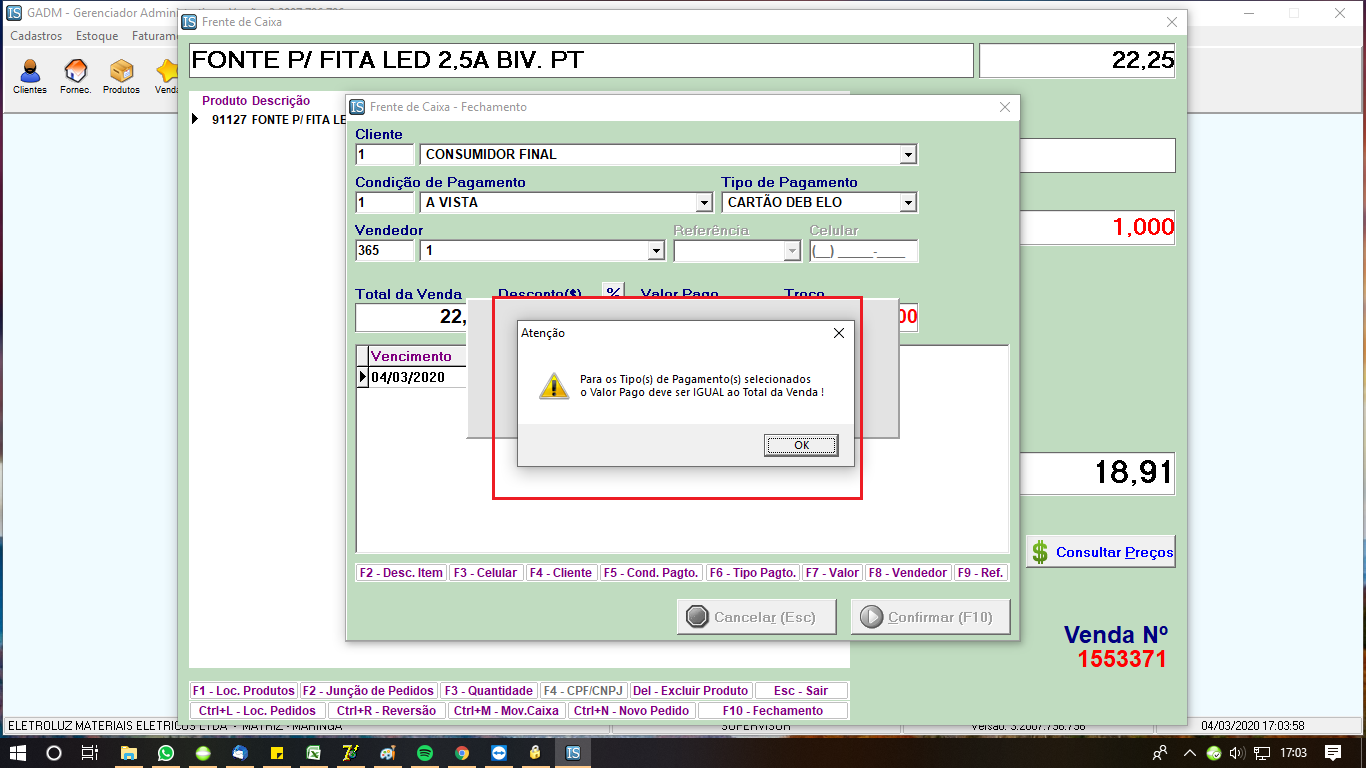 GADM - Gerenciador Admini
Frente de Caixa
Cadastros Estoque Faturam
Clientes Fornec. Produtos Venda
FONTE P/ FITA LED 2,5A BIV. PT
22,25
Produto Descrição
91127 FONTE P/ FITA LE
Frente de Caixa - Fechamento
Cliente
1 CONSUMIDOR FINAL
Condição de Pagamento Tipo de Pagamento
1 A VISTA CARTÃO DEB ELO
Vendedor Referência Celular
365 1 (__) _____-____
1,000
Total da Venda Desconto($) % Valor Pago Troco
22, 00
Atenção
Para os Tipo(s) de Pagamento(s) selecionados
o Valor Pago deve ser IGUAL ao Total da Venda !
OK
Vencimento
04/03/2020
18,91
Consultar Preços
F2 - Desc. Item F3 - Celular F4 - Cliente F5 - Cond. Pagto. F6 - Tipo Pagto. F7 - Valor F8 - Vendedor F9 - Ref.
Cancelar (Esc) Confirmar (F10)
Venda Nº
1553371
F1 - Loc. Produtos F2 - Junção de Pedidos F3 - Quantidade F4 - CPF/CNPJ Del - Excluir Produto Esc - Sair
Ctrl+L - Loc. Pedidos Ctrl+R - Reversão Ctrl+M - Mov.Caixa Ctrl+N - Novo Pedido F10 - Fechamento
ELETROLUZ MATERIAIS ELETRICOS LTDA - MATRIZ - MARINGA SUPERVISOR Versão: 3.2007.756.756 04/03/2020 17:03:58
17:03